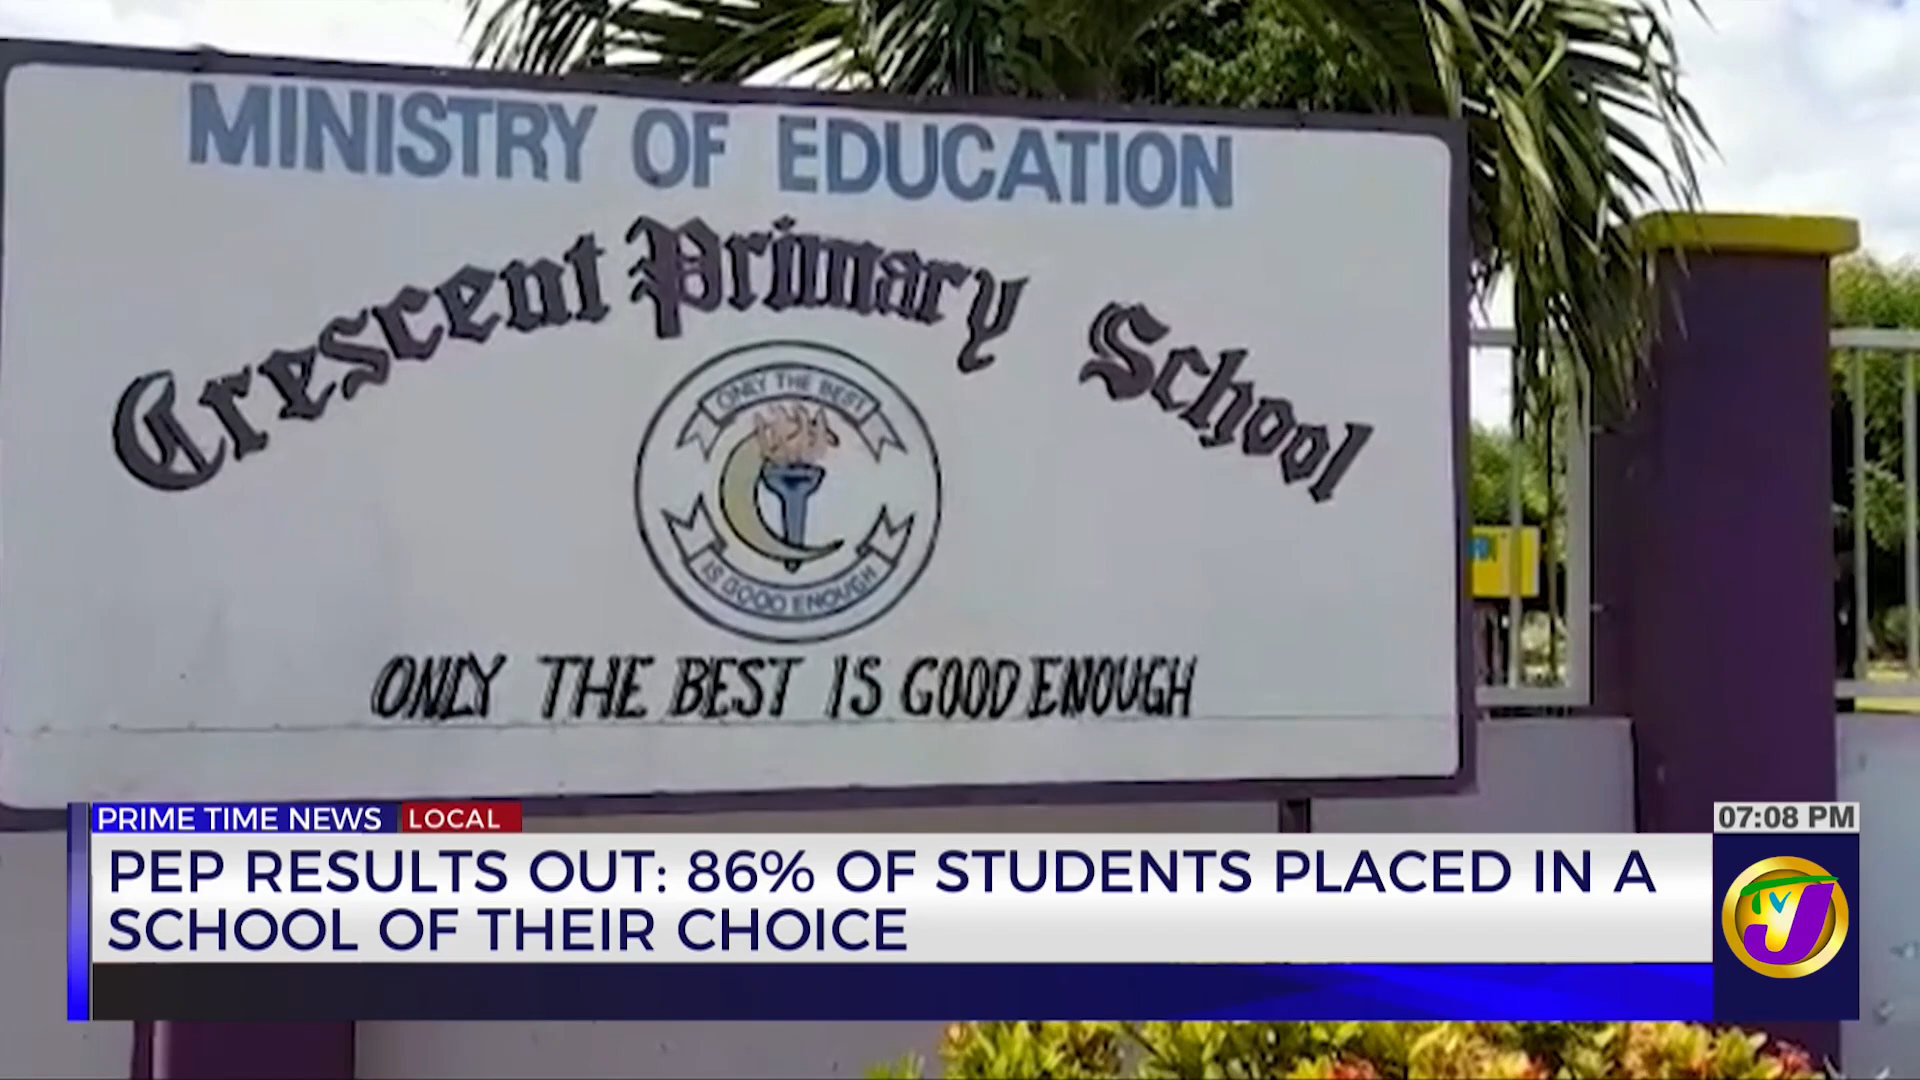 MINISTRY OF EDUCATION
Crescent Primary School
ONLY THE BEST
IS GOOD ENOUGH
ONLY THE BEST IS GOOD ENOUGH
PRIME TIME NEWS LOCAL
07:08 PM
PEP RESULTS OUT: 86% OF STUDENTS PLACED IN A
SCHOOL OF THEIR CHOICE
TVJ